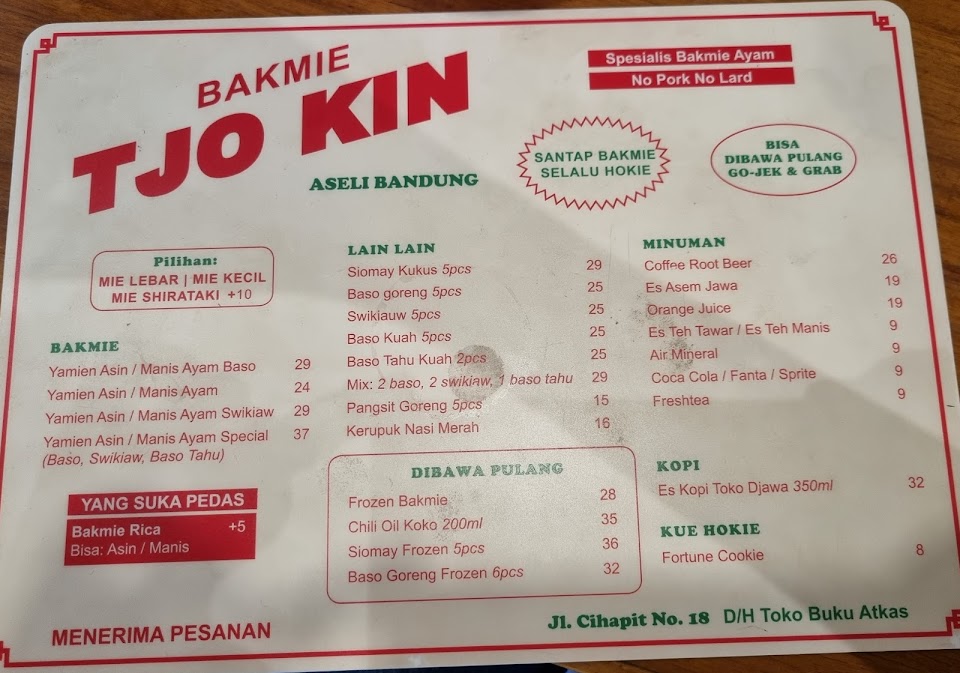 BAKMIE
TJO KIN
ASELI BANDUNG
Spesialis Bakmie Ayam
No Pork No Lard
SANTAP BAKMIE
SELALU HOKIE
BISA
DIBAWA PULANG
GO-JEK & GRAB
Pilihan:
MIE LEBAR | MIE KECIL
MIE SHIRATAKI +10
BAKMIE
Yamien Asin / Manis Ayam Baso 29
Yamien Asin / Manis Ayam 24
Yamien Asin / Manis Ayam Swikiaw 29
Yamien Asin / Manis Ayam Special 37
(Baso, Swikiaw, Baso Tahu)
YANG SUKA PEDAS
Bakmie Rica +5
Bisa: Asin / Manis
MENERIMA PESANAN
LAIN LAIN
Siomay Kukus 5pcs 29
Baso goreng 5pcs 25
Swikiauw 5pcs 25
Baso Kuah 5pcs 25
Baso Tahu Kuah 2pcs 25
Mix: 2 baso, 2 swikiaw, 1 baso tahu 29
Pangsit Goreng 5pcs 15
Kerupuk Nasi Merah 16
DIBAWA PULANG
Frozen Bakmie 28
Chili Oil Koko 200ml 35
Siomay Frozen 5pcs 36
Baso Goreng Frozen 6pcs 32
MINUMAN
Coffee Root Beer 26
Es Asem Jawa 19
Orange Juice 19
Es Teh Tawar / Es Teh Manis 9
Air Mineral 9
Coca Cola / Fanta / Sprite 9
Freshtea 9
KOPI
Es Kopi Toko Djawa 350ml 32
KUE HOKIE
Fortune Cookie 8
Jl. Cihapit No. 18 D/H Toko Buku Atkas